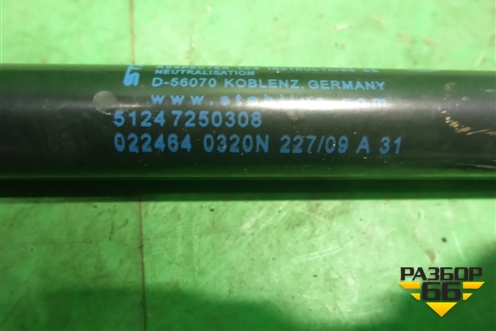 NEUTRALISATION
D-56070 KOBLENZ, GERMANY
51247250308
022464 0320N 227/09 A 31
РАЗБОР
66